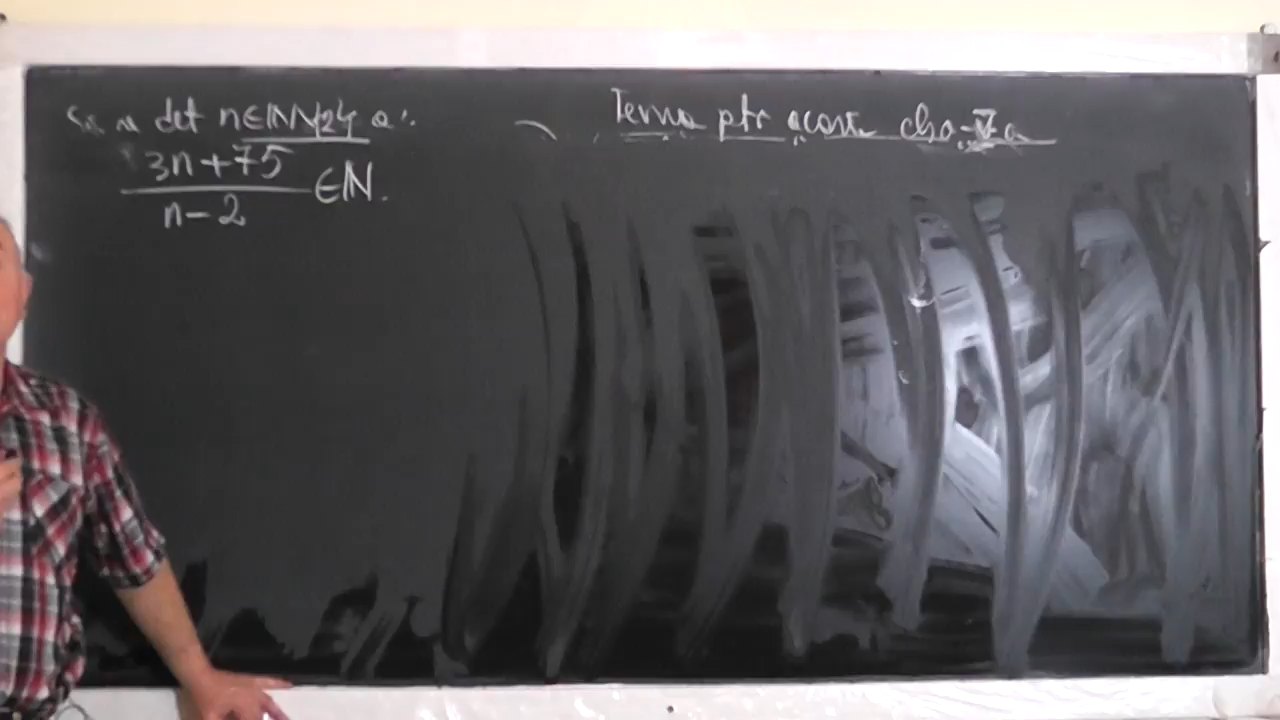 Să se det n∈ℕ\{2} a.î.
3n+75
n-2
∈ℕ.
Tema ptr acasă cls a-V-a